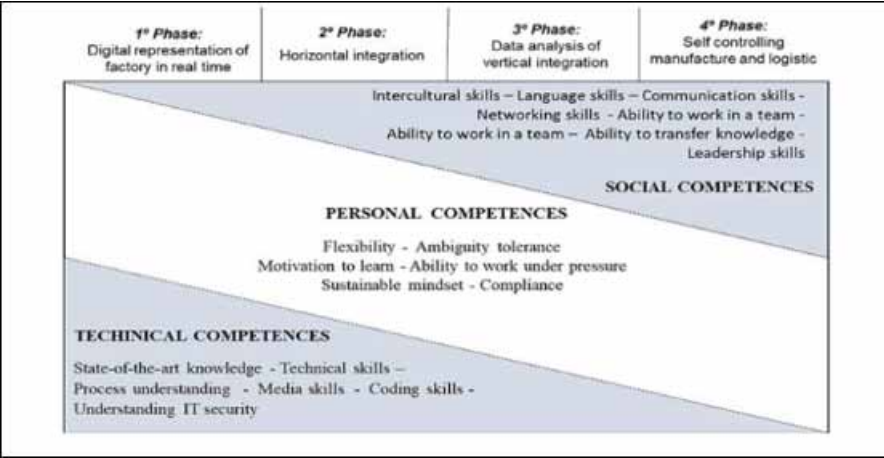 1º Phase:
Digital representation of
factory in real time
2º Phase:
Horizontal integration
3º Phase:
Data analysis of
vertical integration
4º Phase:
Self controlling
manufacture and logistic
Intercultural skills – Language skills – Communication skills -
Networking skills - Ability to work in a team -
Ability to work in a team – Ability to transfer knowledge -
Leadership skills
SOCIAL COMPETENCES
PERSONAL COMPETENCES
Flexibility - Ambiguity tolerance
Motivation to learn - Ability to work under pressure
Sustainable mindset - Compliance
TECHINICAL COMPETENCES
State-of-the-art knowledge - Technical skills –
Process understanding - Media skills - Coding skills -
Understanding IT security